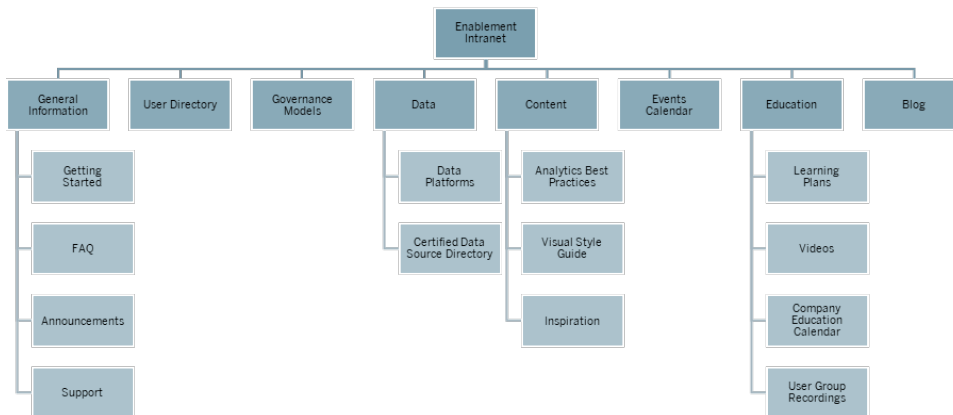 Enablement
Intranet
General
Information
User Directory
Governance
Models
Data
Content
Events
Calendar
Education
Blog
Getting
Started
FAQ
Announcements
Support
Data
Platforms
Certified Data
Source Directory
Analytics Best
Practices
Visual Style
Guide
Inspiration
Learning
Plans
Videos
Company
Education
Calendar
User Group
Recordings